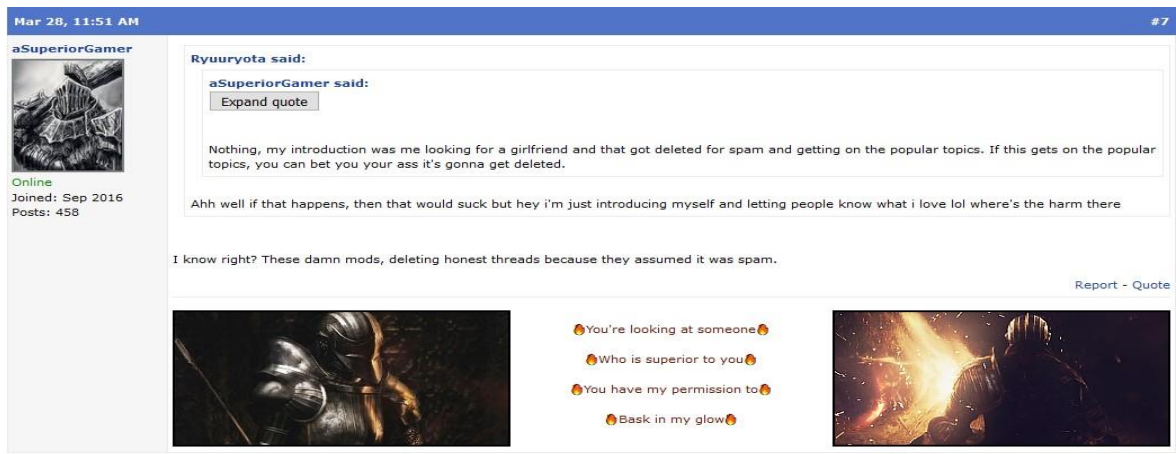 Mar 28, 11:51 AM #7
aSuperiorGamer
Online
Joined: Sep 2016
Posts: 458
Ryuuryota said:
aSuperiorGamer said:
Expand quote
Nothing, my introduction was me looking for a girlfriend and that got deleted for spam and getting on the popular topics. If this gets on the popular
topics, you can bet you your ass it's gonna get deleted.
Ahh well if that happens, then that would suck but hey i'm just introducing myself and letting people know what i love lol where's the harm there
I know right? These damn mods, deleting honest threads because they assumed it was spam.
Report - Quote
🔥You're looking at someone🔥
🔥Who is superior to you🔥
🔥You have my permission to🔥
🔥Bask in my glow🔥